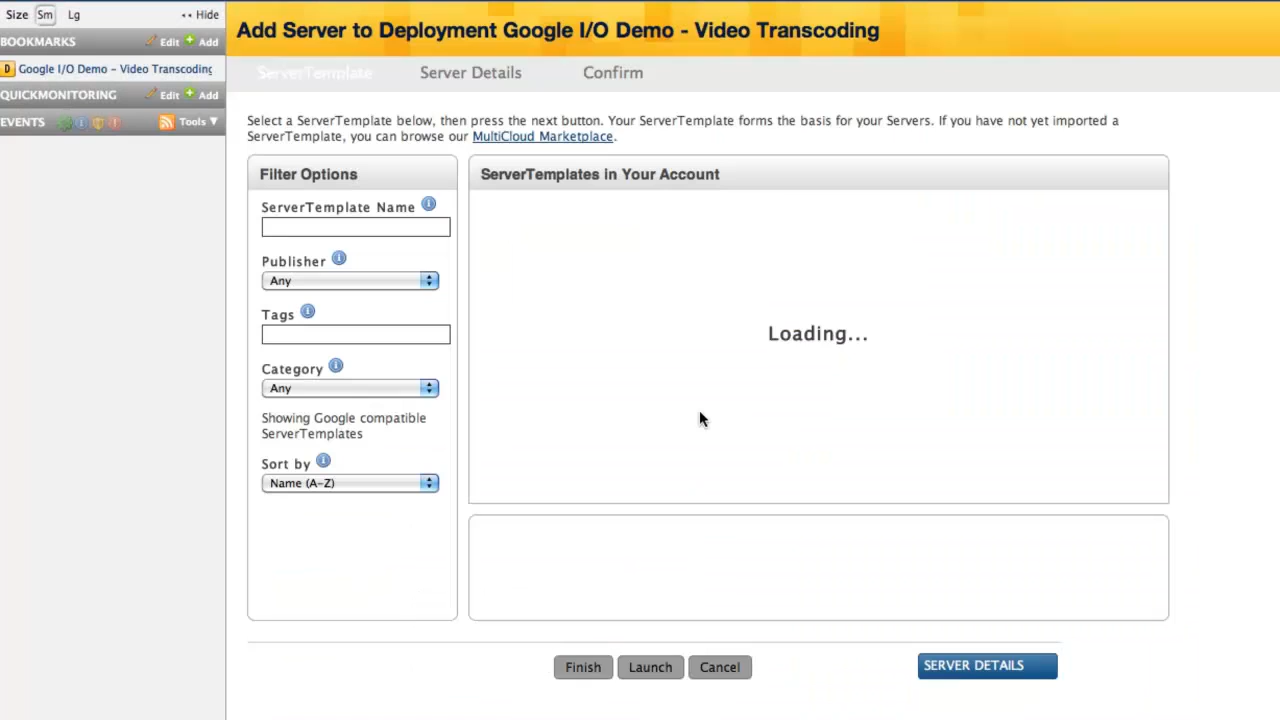 Size Sm Lg Hide
BOOKMARKS Edit Add
D Google I/O Demo - Video Transcoding
QUICKMONITORING Edit Add
EVENTS Tools
Add Server to Deployment Google I/O Demo - Video Transcoding
ServerTemplate Server Details Confirm
Select a ServerTemplate below, then press the next button. Your ServerTemplate forms the basis for your Servers. If you have not yet imported a
ServerTemplate, you can browse our MultiCloud Marketplace.
Filter Options
ServerTemplate Name
Publisher
Any
Tags
Category
Any
Showing Google compatible
ServerTemplates
Sort by
Name (A-Z)
ServerTemplates in Your Account
Loading...
Finish Launch Cancel SERVER DETAILS